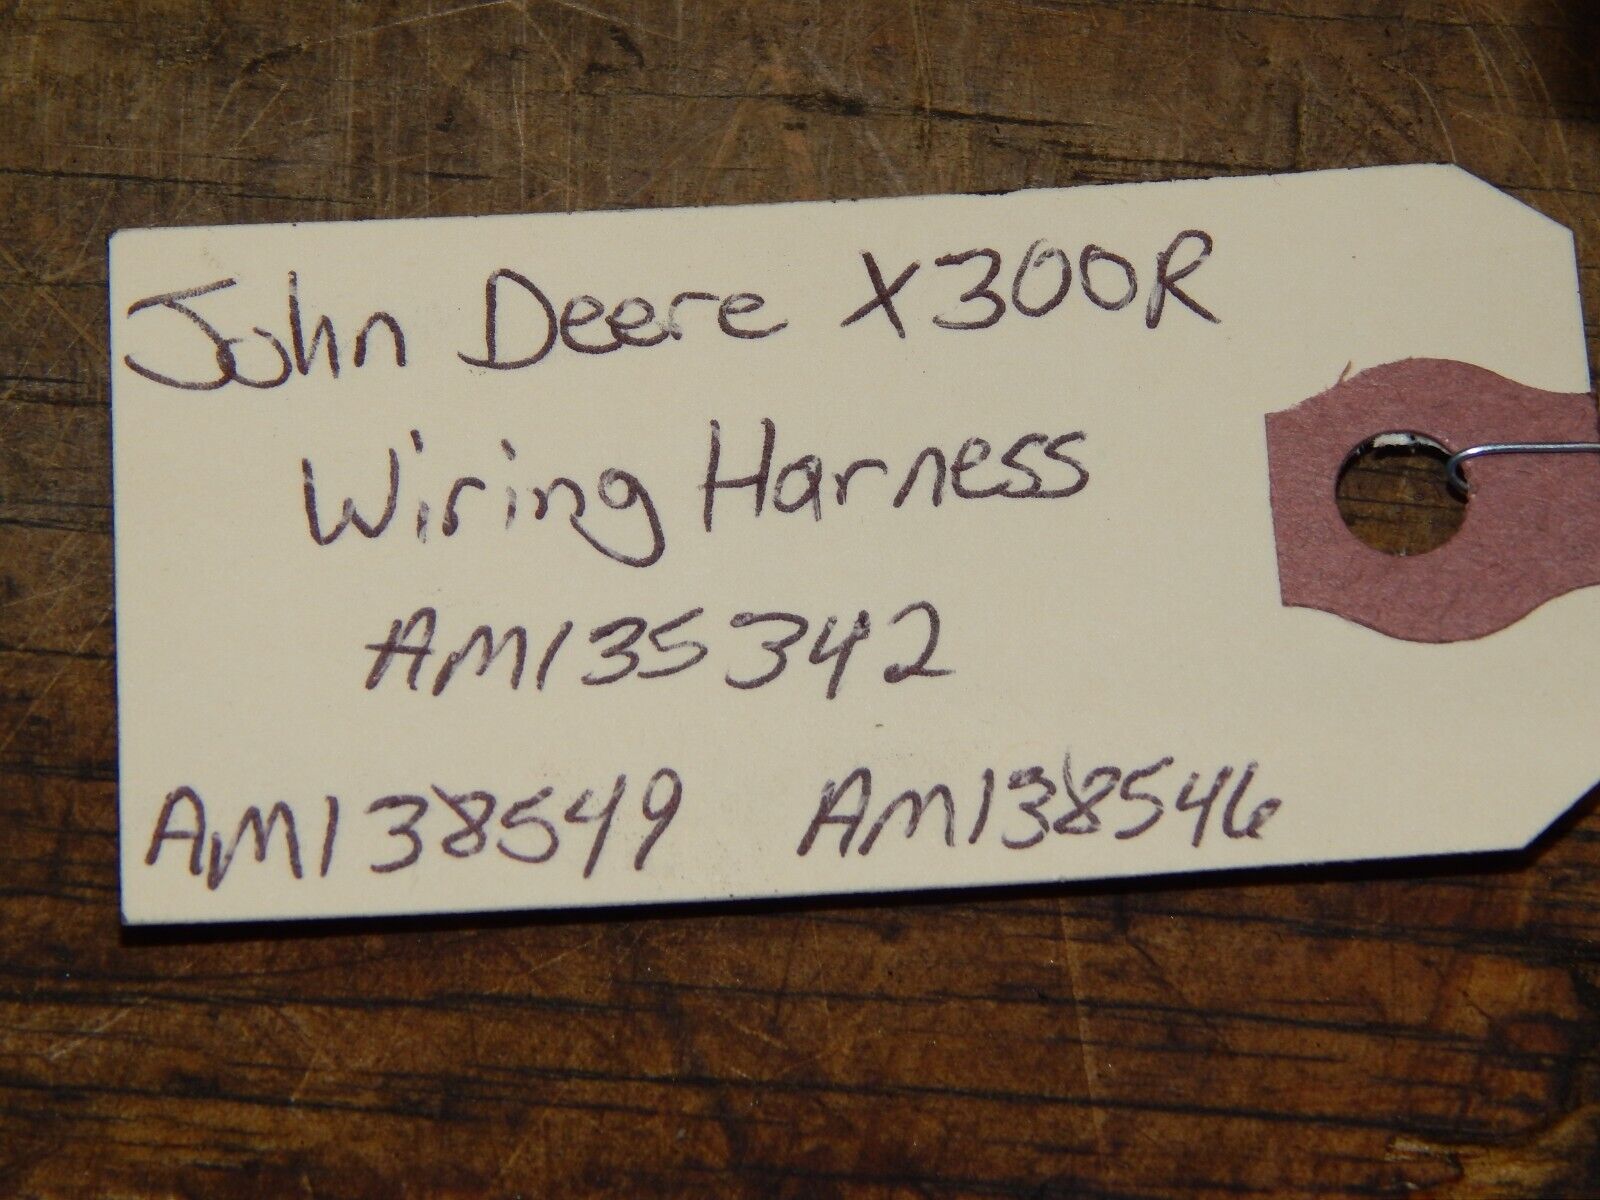 John Deere X300R
Wiring Harness
AM135342
AM138549 AM138546